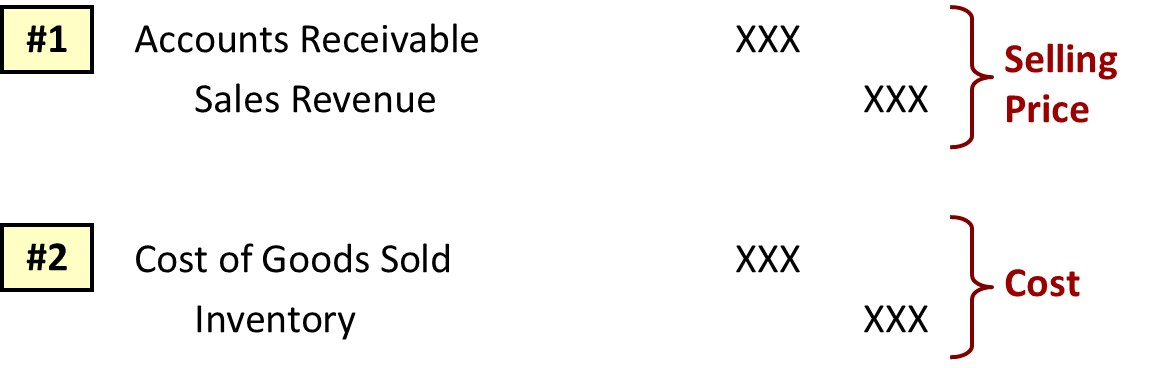 #1 Accounts Receivable XXX
Sales Revenue XXX
Selling
Price
#2 Cost of Goods Sold XXX
Inventory XXX
Cost